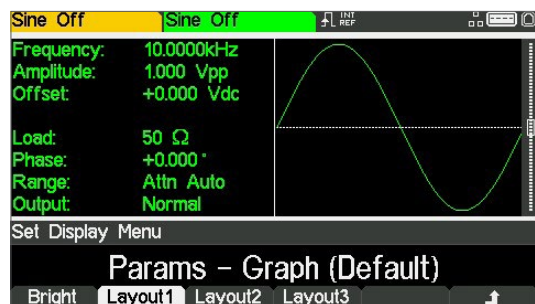 Sine Off Sine Off INT REF
Frequency: 10.0000kHz
Amplitude: 1.000 Vpp
Offset: +0.000 Vdc
Load: 50 Ω
Phase: +0.000 °
Range: Attn Auto
Output: Normal
Set Display Menu
Params - Graph (Default)
Bright Layout1 Layout2 Layout3